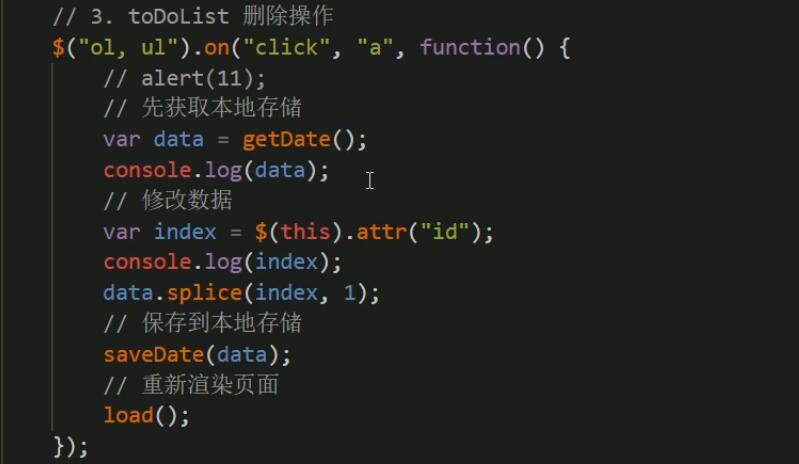 // 3. toDoList 删除操作
$("ol, ul").on("click", "a", function() {
// alert(11);
// 先获取本地存储
var data = getDate();
console.log(data);
// 修改数据
var index = $(this).attr("id");
console.log(index);
data.splice(index, 1);
// 保存到本地存储
saveDate(data);
// 重新渲染页面
load();
});